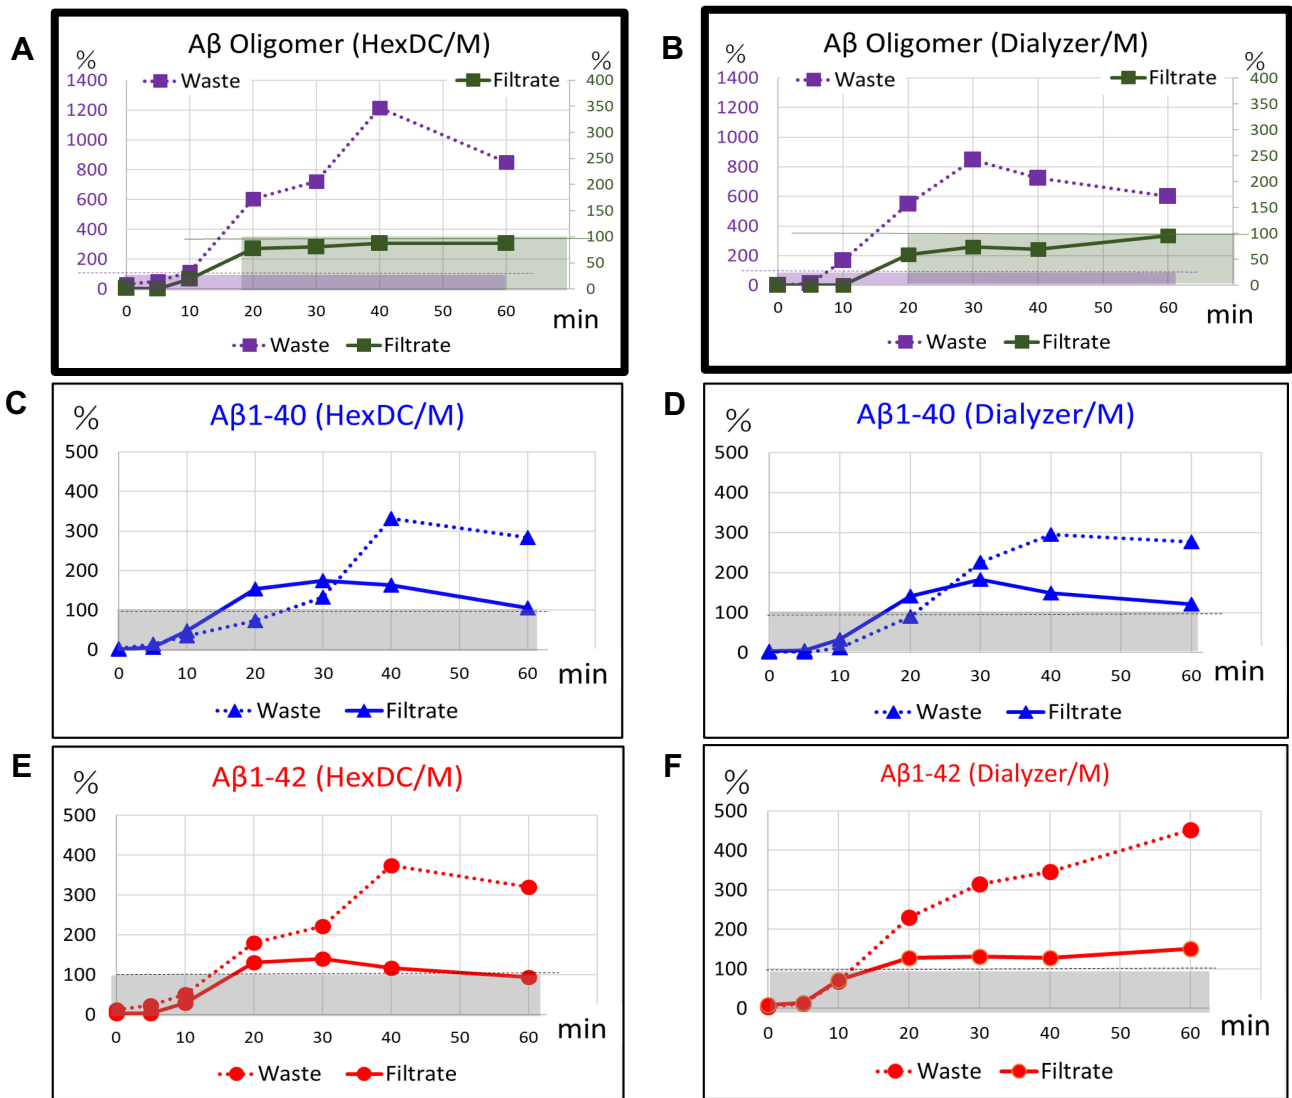 A
Aβ Oligomer (HexDC/M)
% %
Waste Filtrate
1400 400
1200 350
1000 300
800 250
600 200
400 150
200 100
0 50
0
0 10 20 30 40 50 60 min
Waste Filtrate
B
Aβ Oligomer (Dialyzer/M)
% %
Waste Filtrate
1400 400
1200 350
1000 300
800 250
600 200
400 150
200 100
0 50
0
0 10 20 30 40 50 60 min
Waste Filtrate
C
% Aβ1-40 (HexDC/M)
500
400
300
200
100
0
0 10 20 30 40 50 60 min
Waste Filtrate
D
% Aβ1-40 (Dialyzer/M)
500
400
300
200
100
0
0 10 20 30 40 50 60 min
Waste Filtrate
E
% Aβ1-42 (HexDC/M)
500
400
300
200
100
0
0 10 20 30 40 50 60 min
Waste Filtrate
F
% Aβ1-42 (Dialyzer/M)
500
400
300
200
100
0
0 10 20 30 40 50 60 min
Waste Filtrate